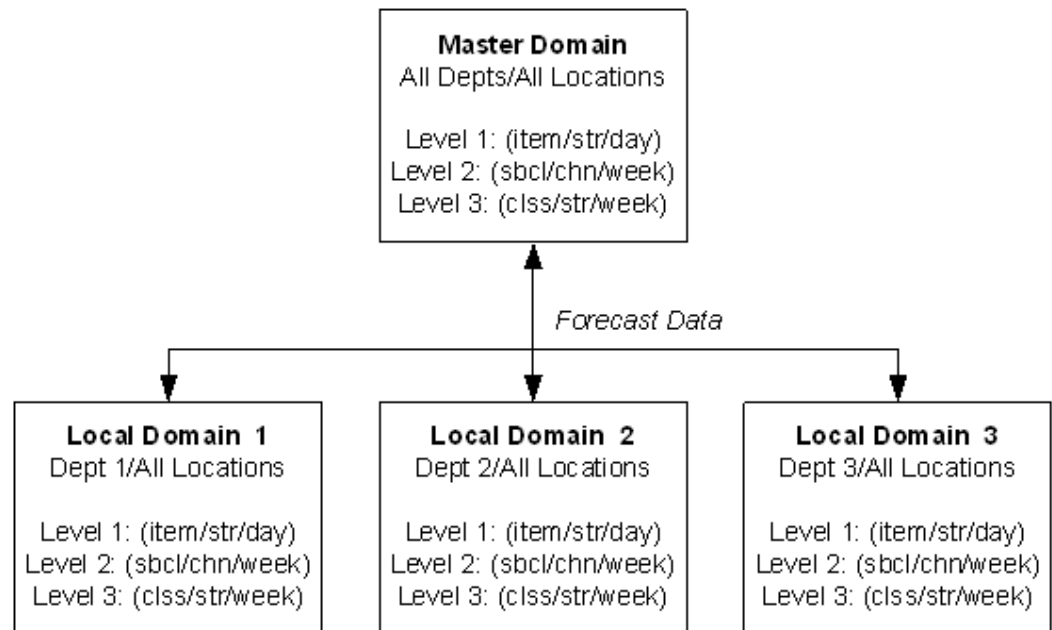 Master Domain
All Depts/All Locations
Level 1: (item/str/day)
Level 2: (sbcl/chn/week)
Level 3: (clss/str/week)
Forecast Data
Local Domain 1
Dept 1/All Locations
Level 1: (item/str/day)
Level 2: (sbcl/chn/week)
Level 3: (clss/str/week)
Local Domain 2
Dept 2/All Locations
Level 1: (item/str/day)
Level 2: (sbcl/chn/week)
Level 3: (clss/str/week)
Local Domain 3
Dept 3/All Locations
Level 1: (item/str/day)
Level 2: (sbcl/chn/week)
Level 3: (clss/str/week)